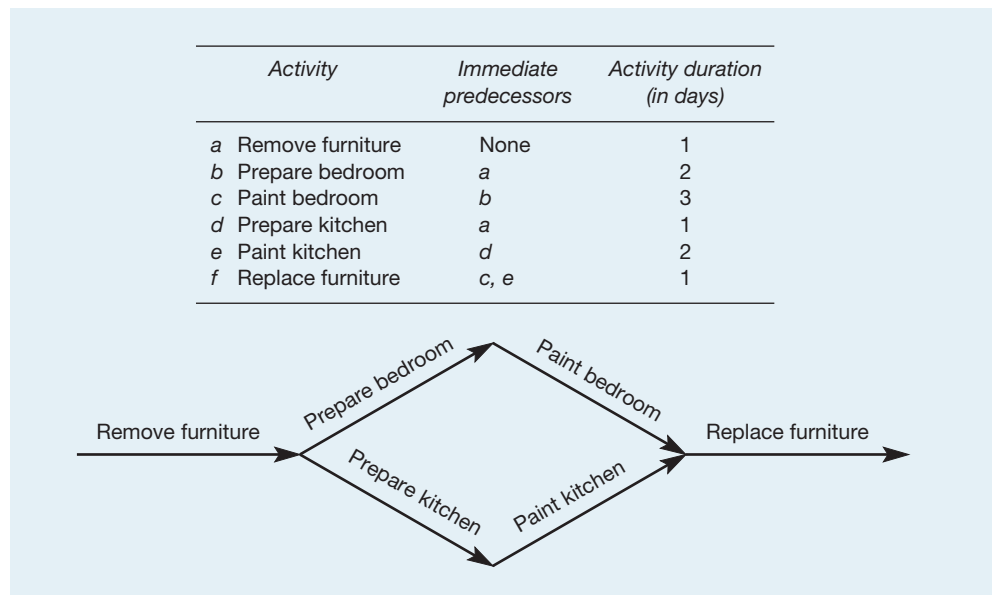 Activity Immediate predecessors Activity duration (in days)
a Remove furniture None 1
b Prepare bedroom a 2
c Paint bedroom b 3
d Prepare kitchen a 1
e Paint kitchen d 2
f Replace furniture c, e 1
Prepare bedroom
Paint bedroom
Remove furniture
Replace furniture
Prepare kitchen
Paint kitchen